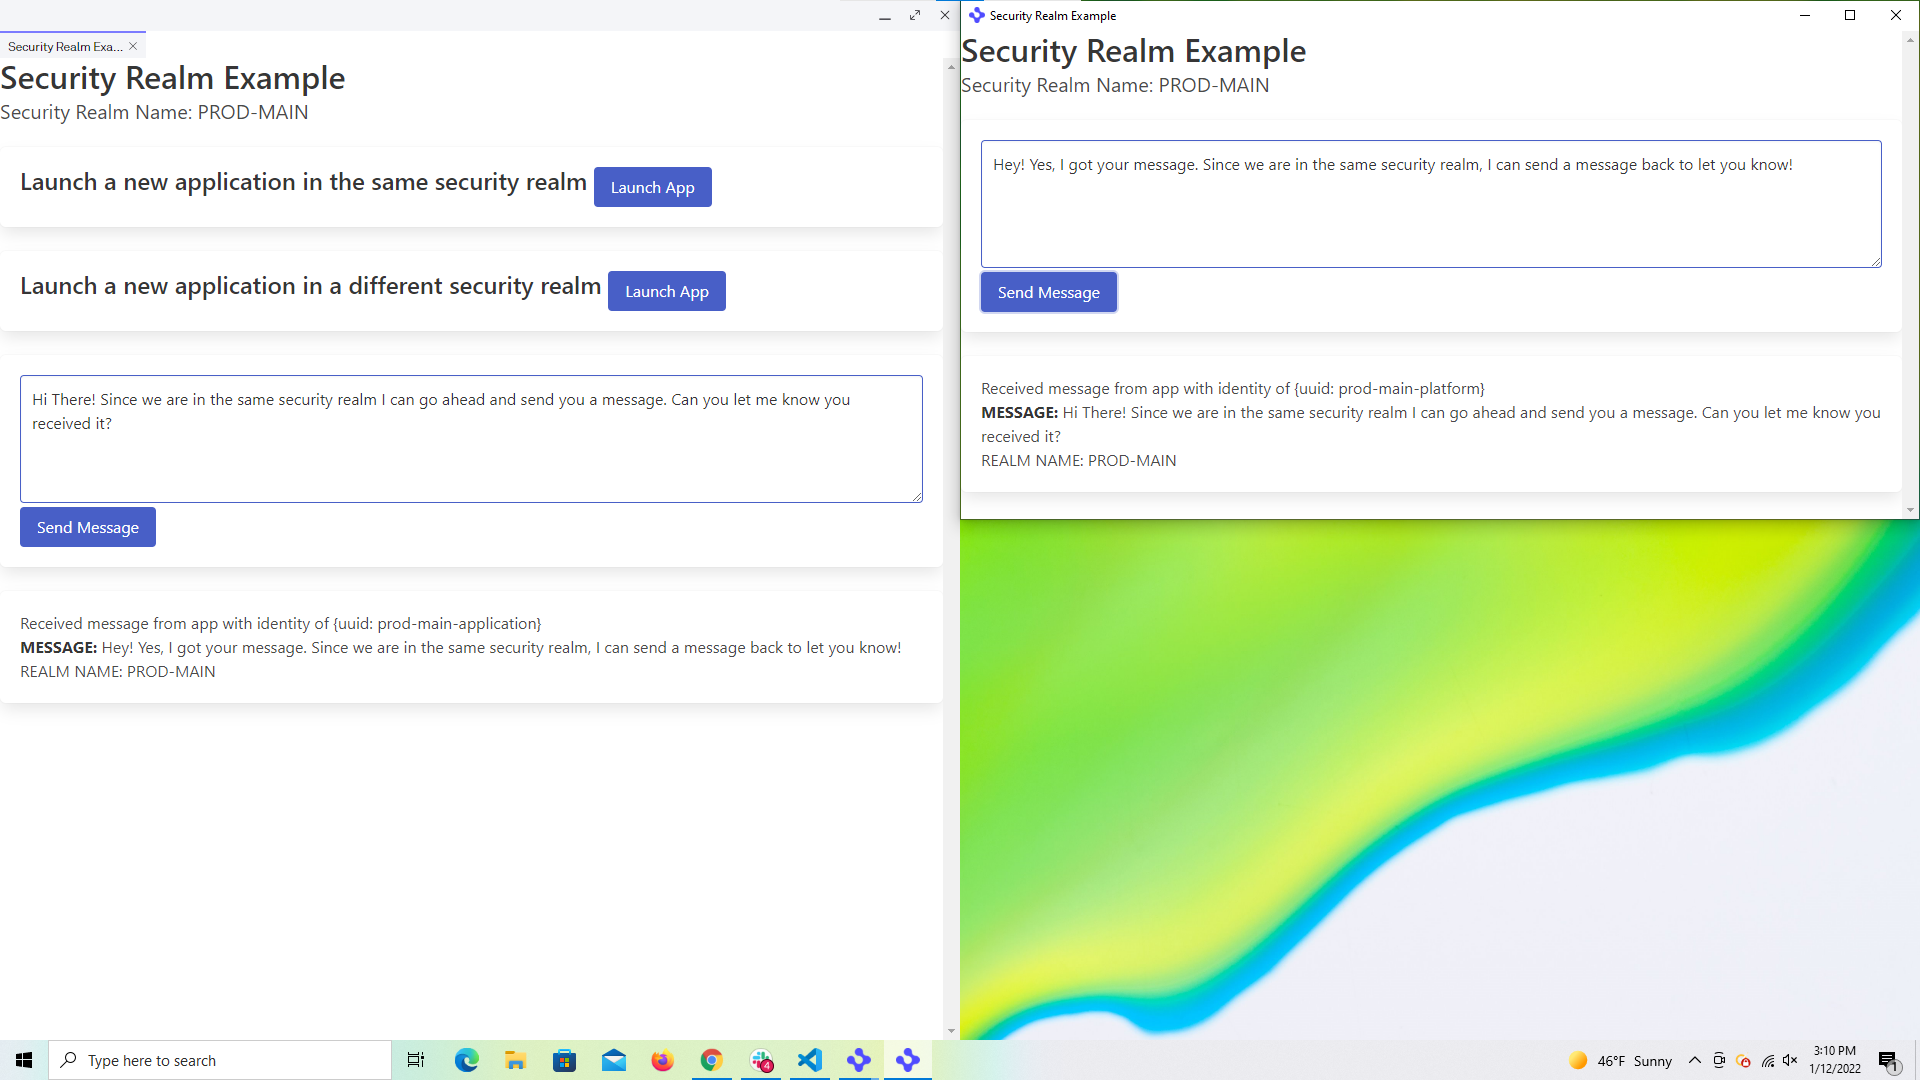 Security Realm Exa...
Security Realm Example
Security Realm Name: PROD-MAIN
Launch a new application in the same security realm Launch App
Launch a new application in a different security realm Launch App
Hi There! Since we are in the same security realm I can go ahead and send you a message. Can you let me know you
received it?
Send Message
Received message from app with identity of {uuid: prod-main-application}
MESSAGE: Hey! Yes, I got your message. Since we are in the same security realm, I can send a message back to let you know!
REALM NAME: PROD-MAIN
Security Realm Example
Security Realm Example
Security Realm Name: PROD-MAIN
Hey! Yes, I got your message. Since we are in the same security realm, I can send a message back to let you know!
Send Message
Received message from app with identity of {uuid: prod-main-platform}
MESSAGE: Hi There! Since we are in the same security realm I can go ahead and send you a message. Can you let me know you
received it?
REALM NAME: PROD-MAIN
Type here to search
4
46°F Sunny
3:10 PM
1/12/2022
1